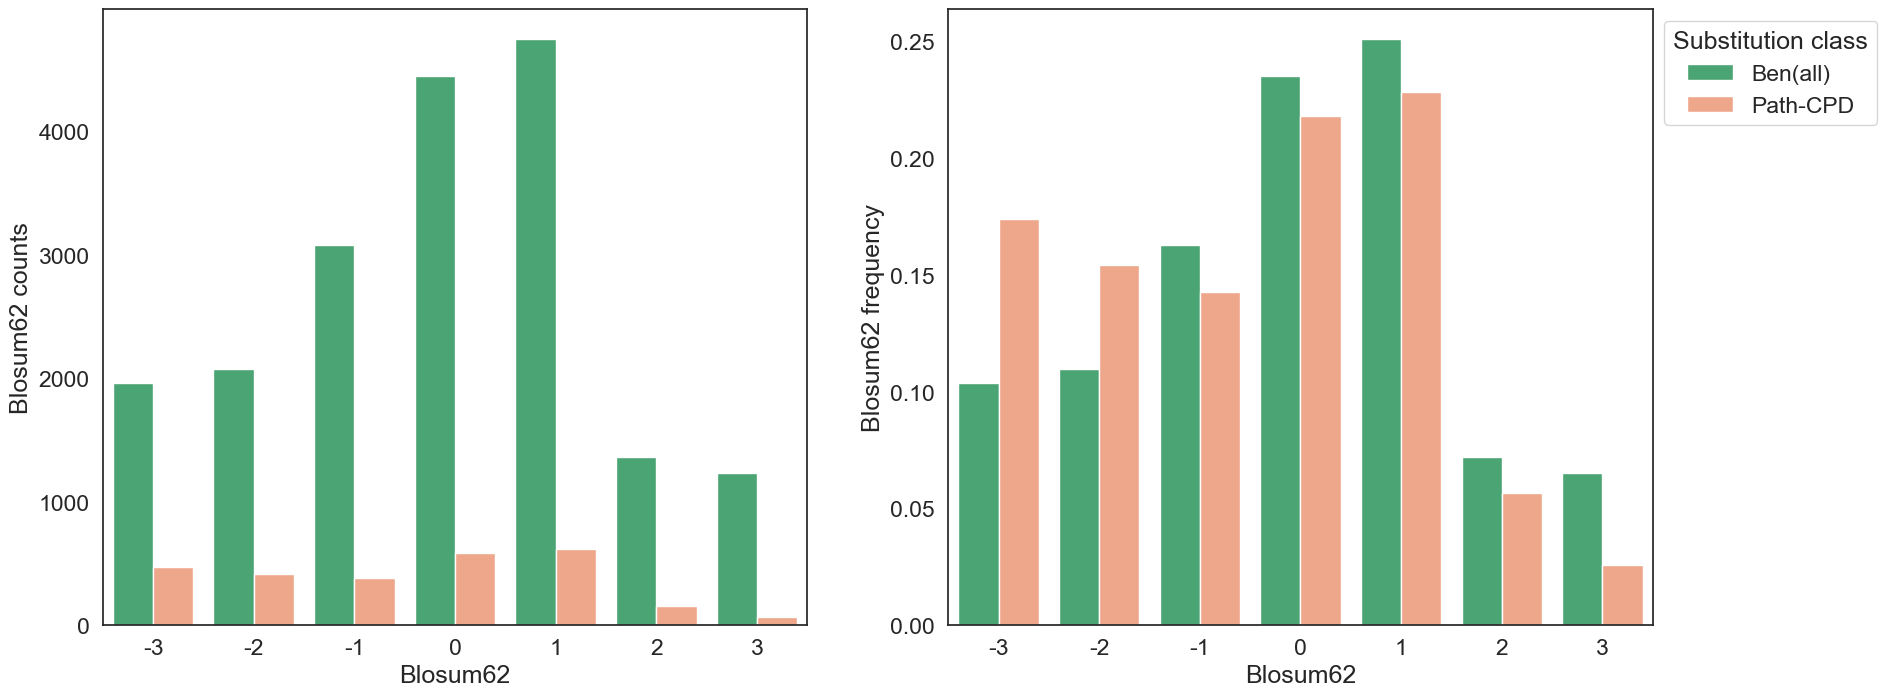 Blosum62 counts
4000
3000
2000
1000
0
-3 -2 -1 0 1 2 3
Blosum62
Blosum62 frequency
0.25
0.20
0.15
0.10
0.05
0.00
-3 -2 -1 0 1 2 3
Blosum62
Substitution class
Ben(all)
Path-CPD